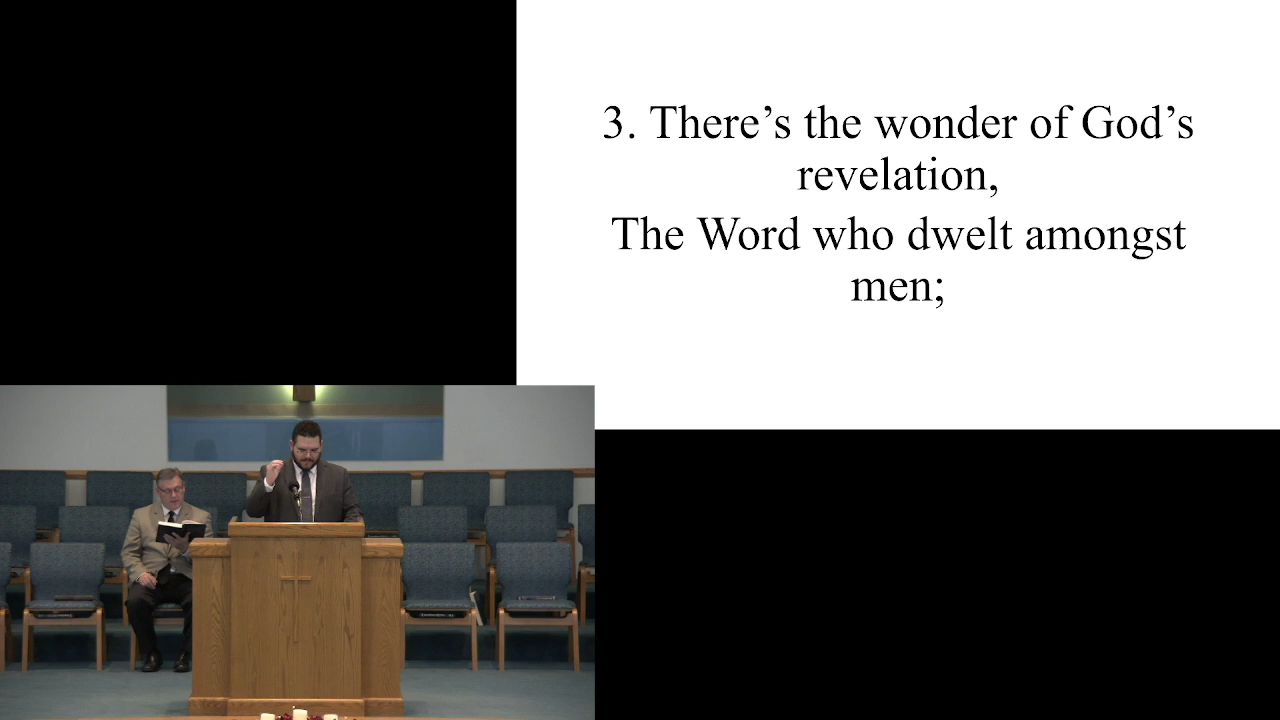 3. There’s the wonder of God’s
revelation,
The Word who dwelt amongst
men;